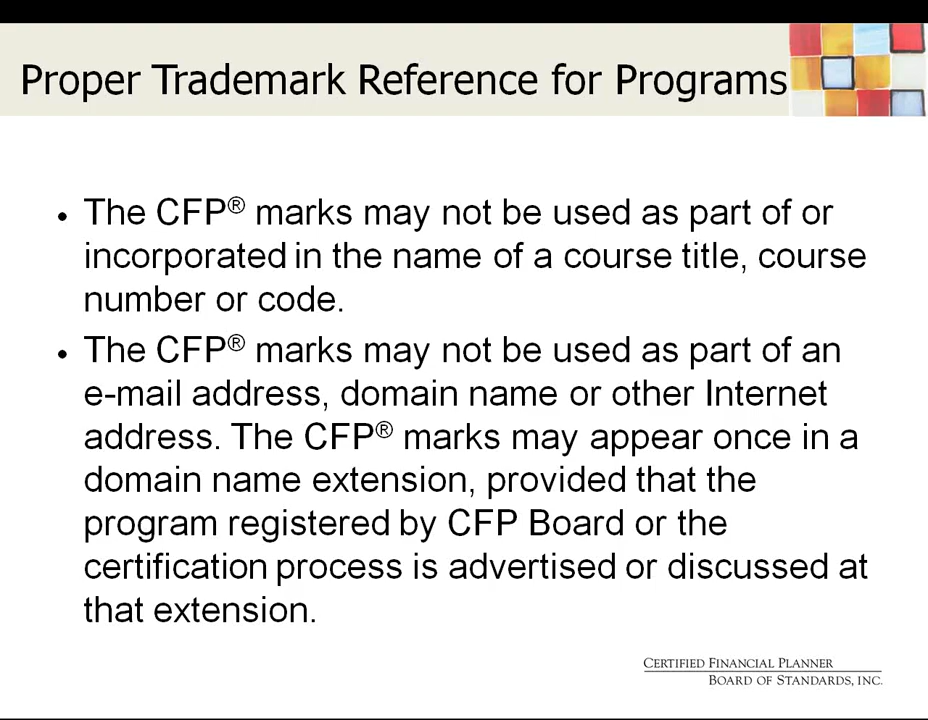 Proper Trademark Reference for Programs
• The CFP® marks may not be used as part of or
incorporated in the name of a course title, course
number or code.
• The CFP® marks may not be used as part of an
e-mail address, domain name or other Internet
address. The CFP® marks may appear once in a
domain name extension, provided that the
program registered by CFP Board or the
certification process is advertised or discussed at
that extension.
CERTIFIED FINANCIAL PLANNER
BOARD OF STANDARDS, INC.